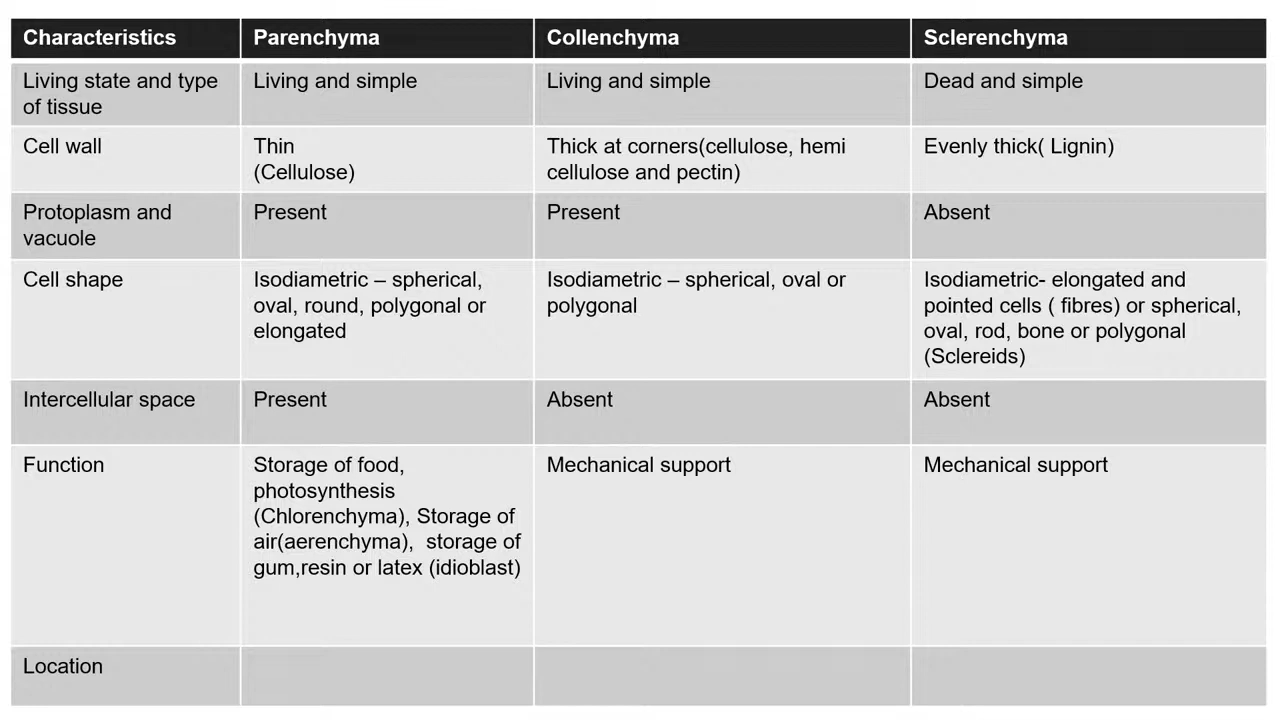 Characteristics Parenchyma Collenchyma Sclerenchyma
Living state and type Living and simple Living and simple Dead and simple
of tissue
Cell wall Thin Thick at corners(cellulose, hemi Evenly thick( Lignin)
(Cellulose) cellulose and pectin)
Protoplasm and Present Present Absent
vacuole
Cell shape Isodiametric – spherical, Isodiametric – spherical, oval or Isodiametric- elongated and
oval, round, polygonal or polygonal pointed cells ( fibres) or spherical,
elongated oval, rod, bone or polygonal
(Sclereids)
Intercellular space Present Absent Absent
Function Storage of food, Mechanical support Mechanical support
photosynthesis
(Chlorenchyma), Storage of
air(aerenchyma), storage of
gum,resin or latex (idioblast)
Location